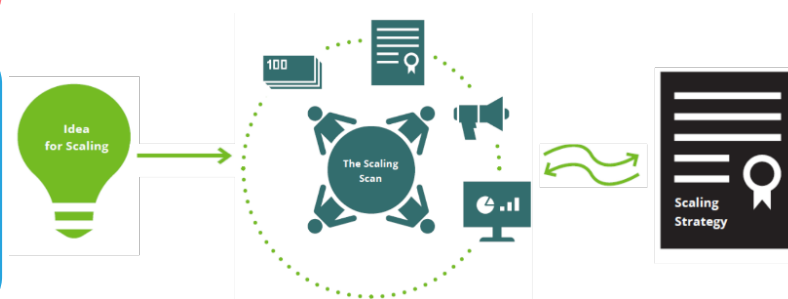 Idea
for Scaling
100
The Scaling
Scan
Scaling
Strategy